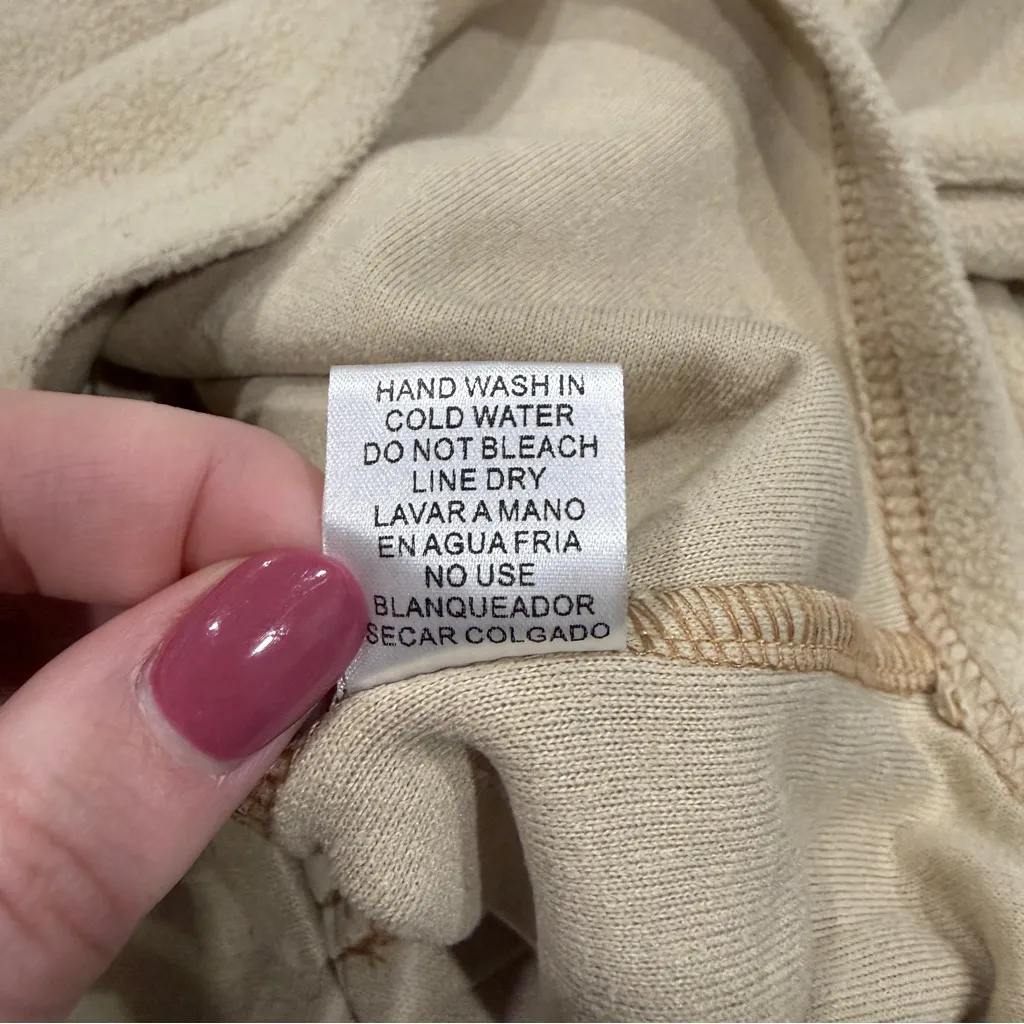 HAND WASH IN
COLD WATER
DO NOT BLEACH
LINE DRY
LAVAR A MANO
EN AGUA FRIA
NO USE
BLANQUEADOR
SECAR COLGADO